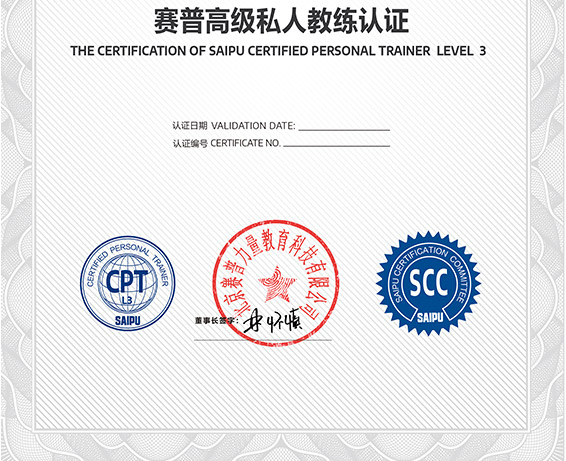 赛普高级私人教练认证
THE CERTIFICATION OF SAIPU CERTIFIED PERSONAL TRAINER LEVEL 3
认证日期 VALIDATION DATE:
认证编号 CERTIFICATE NO.
CERTIFIED PERSONAL TRAINER
CPT
L3
SAIPU
北京赛普力量教育科技有限公司
董事长签字:
SAIPU CERTIFICATION COMMITTEE
SCC
SAIPU